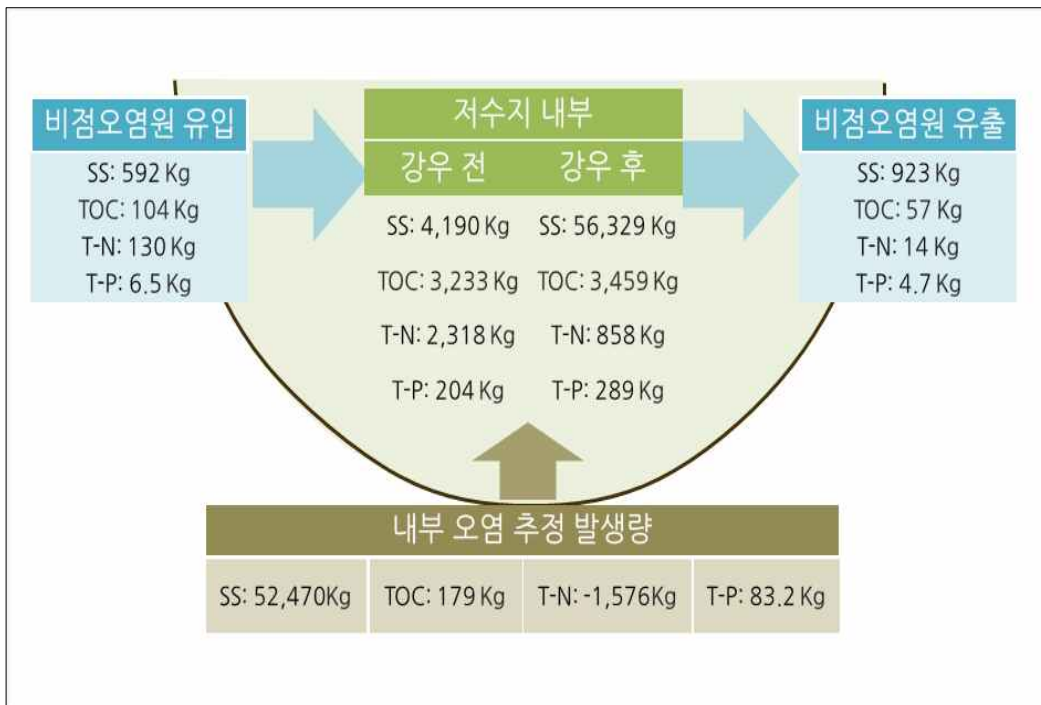 비점오염원 유입
SS: 592 Kg
TOC: 104 Kg
T-N: 130 Kg
T-P: 6.5 Kg
저수지 내부
강우 전 강우 후
SS: 4,190 Kg SS: 56,329 Kg
TOC: 3,233 Kg TOC: 3,459 Kg
T-N: 2,318 Kg T-N: 858 Kg
T-P: 204 Kg T-P: 289 Kg
비점오염원 유출
SS: 923 Kg
TOC: 57 Kg
T-N: 14 Kg
T-P: 4.7 Kg
내부 오염 추정 발생량
SS: 52,470Kg TOC: 179 Kg T-N: -1,576Kg T-P: 83.2 Kg